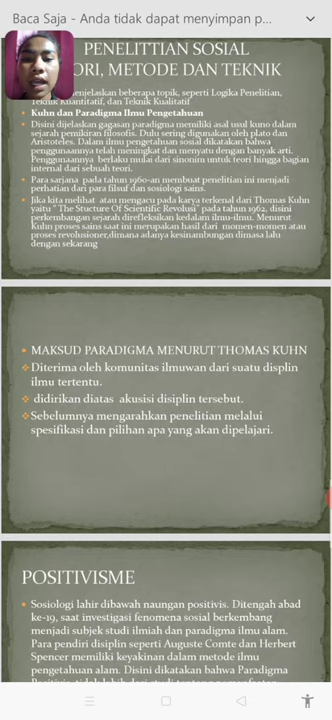 Baca Saja - Anda tidak dapat menyimpan p...
PENELITTIAN SOSIAL
ORI, METODE DAN TEKNIK
enjelaskan beberapa topik, seperti Logika Penelitian,
Teknik Kuantitatif, dan Teknik Kualitatif
Kuhn dan Paradigma Ilmu Pengetahuan
Disini dijelaskan gagasan paradigma memiliki asal usul kuno dalam
sejarah pemikiran filosofis. Dulu sering digunakan oleh plato dan
Aristoteles. Dalam ilmu pengetahuan sosial dikatakan bahwa
penggunaannya telah meningkat dan menyatu dengan banyak arti.
Penggunaannya berlaku mulai dari sinonim untuk teori hingga bagian
internal dari sebuah teori.
Para sarjana pada tahun 1960-an membuat penelitian ini menjadi
perhatian dari para filsuf dan sosiologi sains.
Jika kita melihat atau mengacu pada karya terkenal dari Thomas Kuhn
yaitu " The Stucture Of Scientific Revolusi" pada tahun 1962, disini
perkembangan sejarah direfleksikan kedalam ilmu-ilmu. Menurut
Kuhn proses sains saat ini merupakan hasil dari momen-momen atau
proses revolusioner,dimana adanya kesinambungan dimasa lalu
dengan sekarang
MAKSUD PARADIGMA MENURUT THOMAS KUHN
Diterima oleh komunitas ilmuwan dari suatu displin
ilmu tertentu.
didirikan diatas akusisi disiplin tersebut.
Sebelumnya mengarahkan penelitian melalui
spesifikasi dan pilihan apa yang akan dipelajari.
POSITIVISME
Sosiologi lahir dibawah naungan positivis. Ditengah abad
ke-19, saat investigasi fenomena sosial berkembang
menjadi subjek studi ilmiah dan paradigma ilmu alam.
Para pendiri disiplin seperti Auguste Comte dan Herbert
Spencer memiliki keyakinan dalam metode ilmu
pengetahuan alam. Disini dikatakan bahwa Paradigma